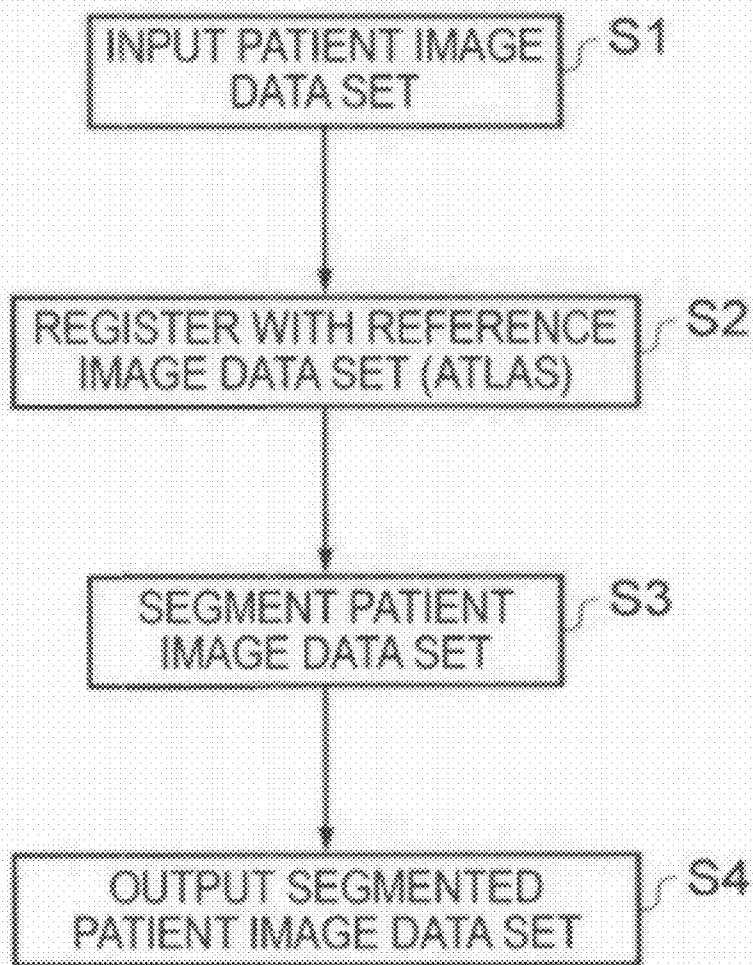 INPUT PATIENT IMAGE
DATA SET
S1
REGISTER WITH REFERENCE
IMAGE DATA SET (ATLAS)
S2
SEGMENT PATIENT
IMAGE DATA SET
S3
OUTPUT SEGMENTED
PATIENT IMAGE DATA SET
S4